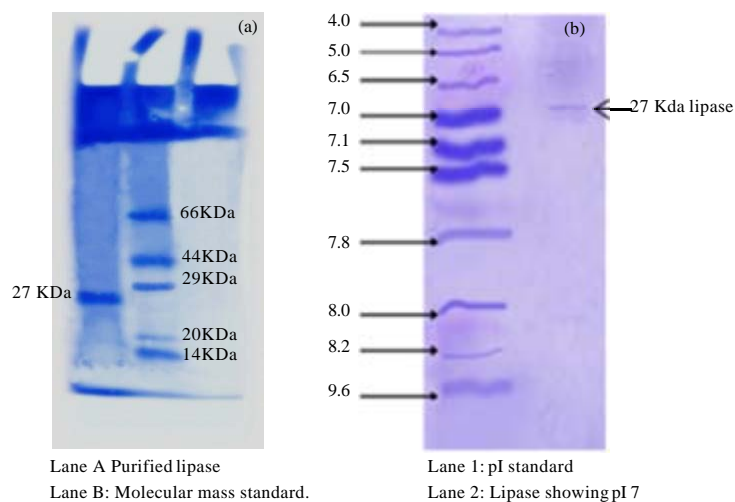 (a)
66KDa
44KDa
29KDa
27 KDa
20KDa
14KDa
Lane A Purified lipase
Lane B: Molecular mass standard.
4.0
(b)
5.0
6.5
7.0
27 Kda lipase
7.1
7.5
7.8
8.0
8.2
9.6
Lane 1: pI standard
Lane 2: Lipase showing pI 7